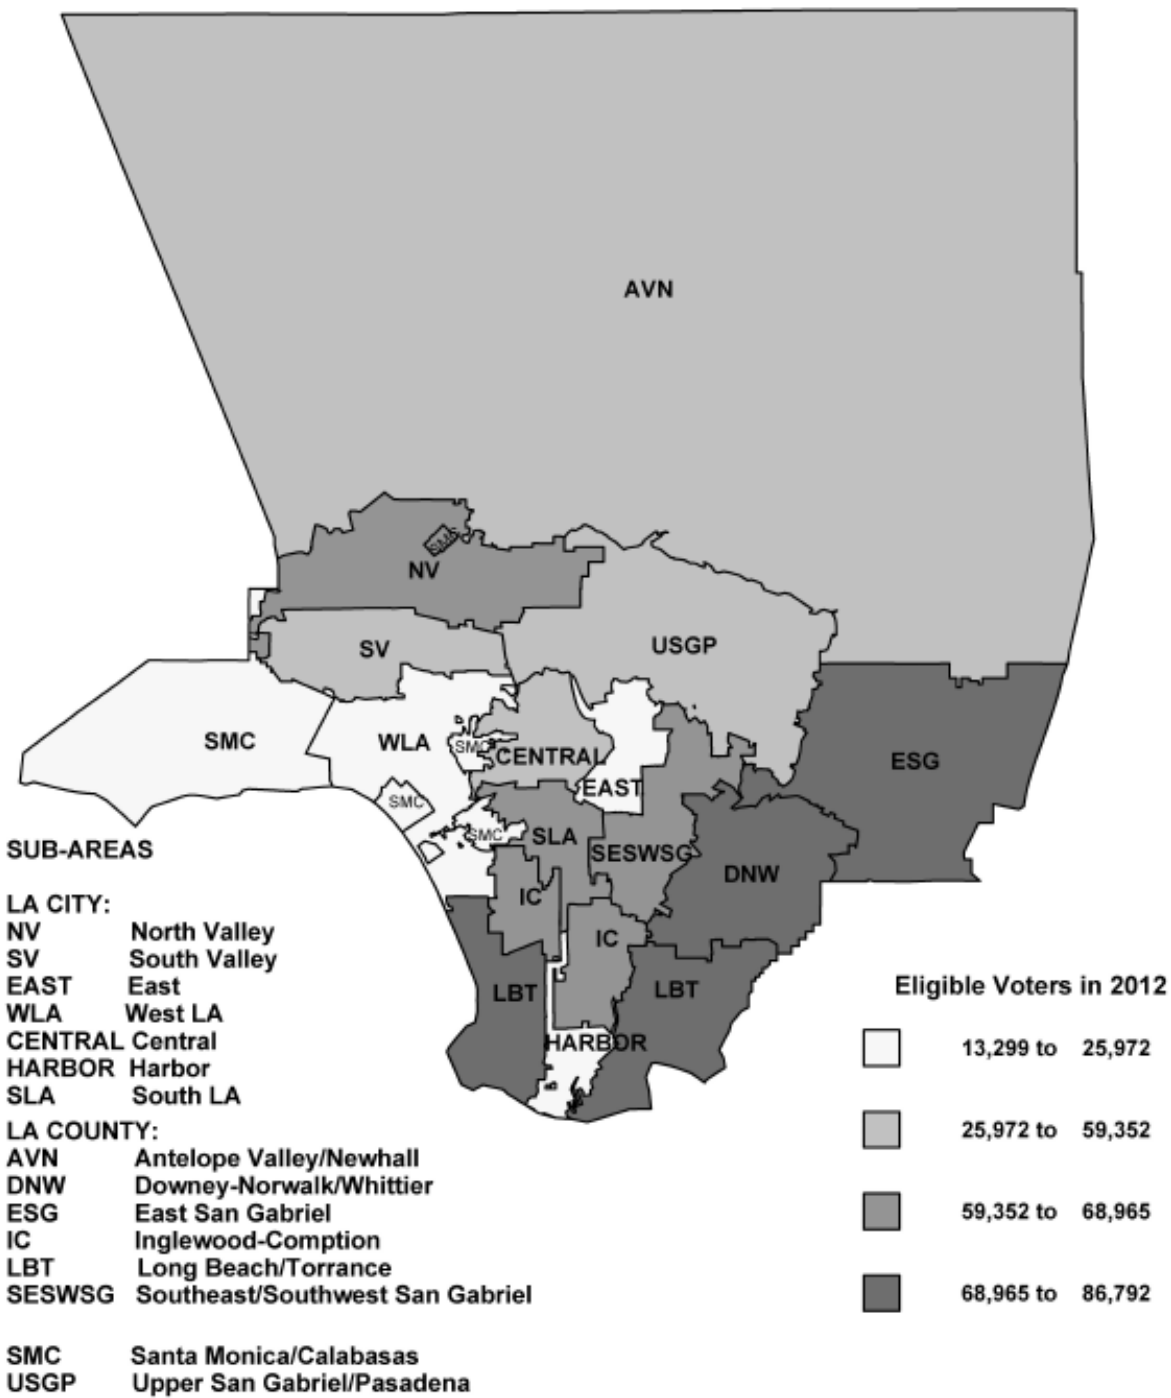 AVN
SMC
NV
SV
USGP
SMC
WLA
SMC
CENTRAL
ESG
EAST
SMC
SMC
SLA
SESWSG
DNW
IC
IC
LBT
LBT
HARBOR
SUB-AREAS
LA CITY:
NV North Valley
SV South Valley
EAST East
WLA West LA
CENTRAL Central
HARBOR Harbor
SLA South LA
LA COUNTY:
AVN Antelope Valley/Newhall
DNW Downey-Norwalk/Whittier
ESG East San Gabriel
IC Inglewood-Comption
LBT Long Beach/Torrance
SESWSG Southeast/Southwest San Gabriel
SMC Santa Monica/Calabasas
USGP Upper San Gabriel/Pasadena
Eligible Voters in 2012
13,299 to 25,972
25,972 to 59,352
59,352 to 68,965
68,965 to 86,792